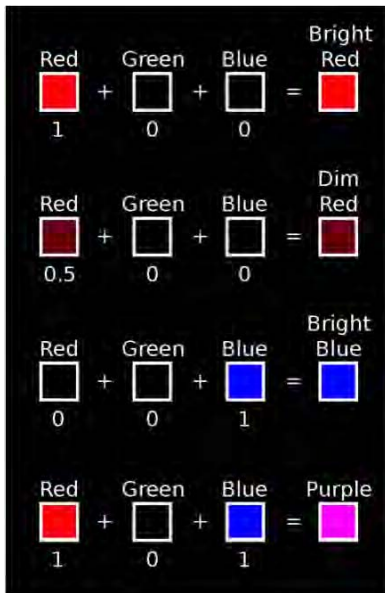 Bright
Red Green Blue Red
+ + =
1 0 0
Dim
Red Green Blue Red
+ + =
0.5 0 0
Bright
Red Green Blue Blue
+ + =
0 0 1
Red Green Blue Purple
+ + =
1 0 1